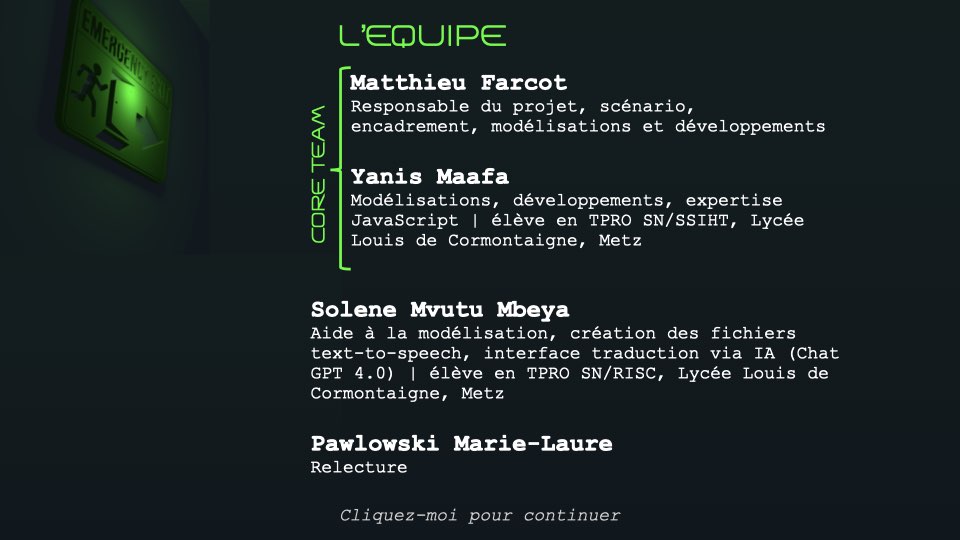 EMERGENCY EXIT
L'EQUIPE
CORE TEAM
Matthieu Farcot
Responsable du projet, scénario,
encadrement, modélisations et développements
Yanis Maafa
Modélisations, développements, expertise
JavaScript | élève en TPRO SN/SSIHT, Lycée
Louis de Cormontaigne, Metz
Solene Mvutu Mbeya
Aide à la modélisation, création des fichiers
text-to-speech, interface traduction via IA (Chat
GPT 4.0) | élève en TPRO SN/RISC, Lycée Louis de
Cormontaigne, Metz
Pawlowski Marie-Laure
Relecture
Cliquez-moi pour continuer